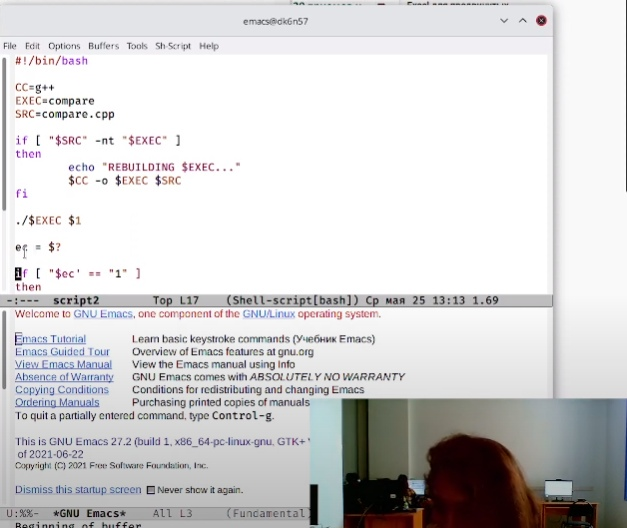 emacs@dk6n57
File Edit Options Buffers Tools Sh-Script Help
#!/bin/bash
CC=g++
EXEC=compare
SRC=compare.cpp
if [ "$SRC" -nt "$EXEC" ]
then
echo "REBUILDING $EXEC..."
$CC -o $EXEC $SRC
fi
./$EXEC $1
ec = $?
if [ "$ec' == "1" ]
then
-:--- script2 Top L17 (Shell-script[bash]) Ср мая 25 13:13 1.69
Welcome to GNU Emacs, one component of the GNU/Linux operating system.
Emacs Tutorial Learn basic keystroke commands (Учебник Emacs)
Emacs Guided Tour Overview of Emacs features at gnu.org
View Emacs Manual View the Emacs manual using Info
Absence of Warranty GNU Emacs comes with ABSOLUTELY NO WARRANTY
Copying Conditions Conditions for redistributing and changing Emacs
Ordering Manuals Purchasing printed copies of manuals
To quit a partially entered command, type Control-g.
This is GNU Emacs 27.2 (build 1, x86_64-pc-linux-gnu, GTK+
of 2021-06-22
Copyright (C) 2021 Free Software Foundation, Inc.
Dismiss this startup screen Never show it again.
U:%%- *GNU Emacs* All L3 (Fundamental
Beginning of buffer